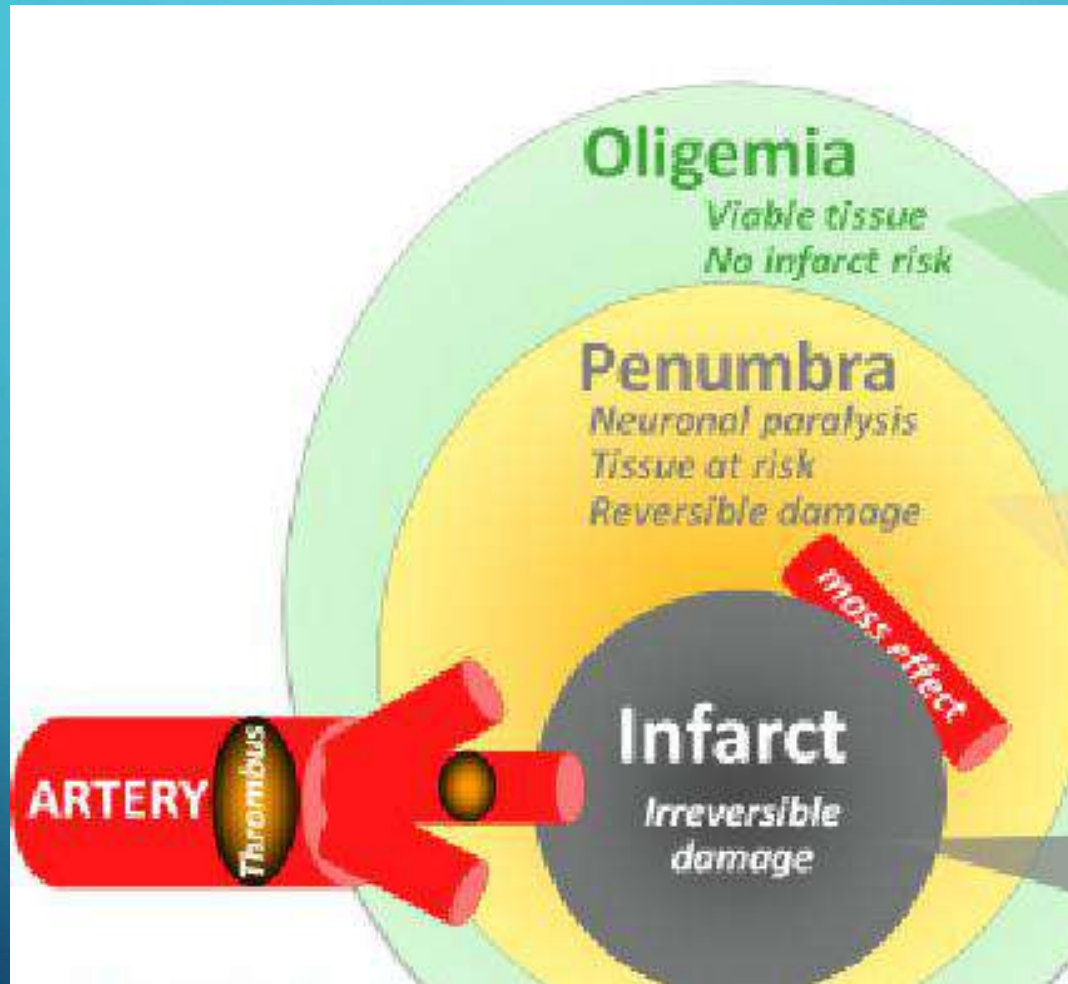 Oligemia
Viable tissue
No infarct risk
Penumbra
Neuronal paralysis
Tissue at risk
Reversible damage
moss effect
Infarct
Irreversible
damage
ARTERY
Thrombus